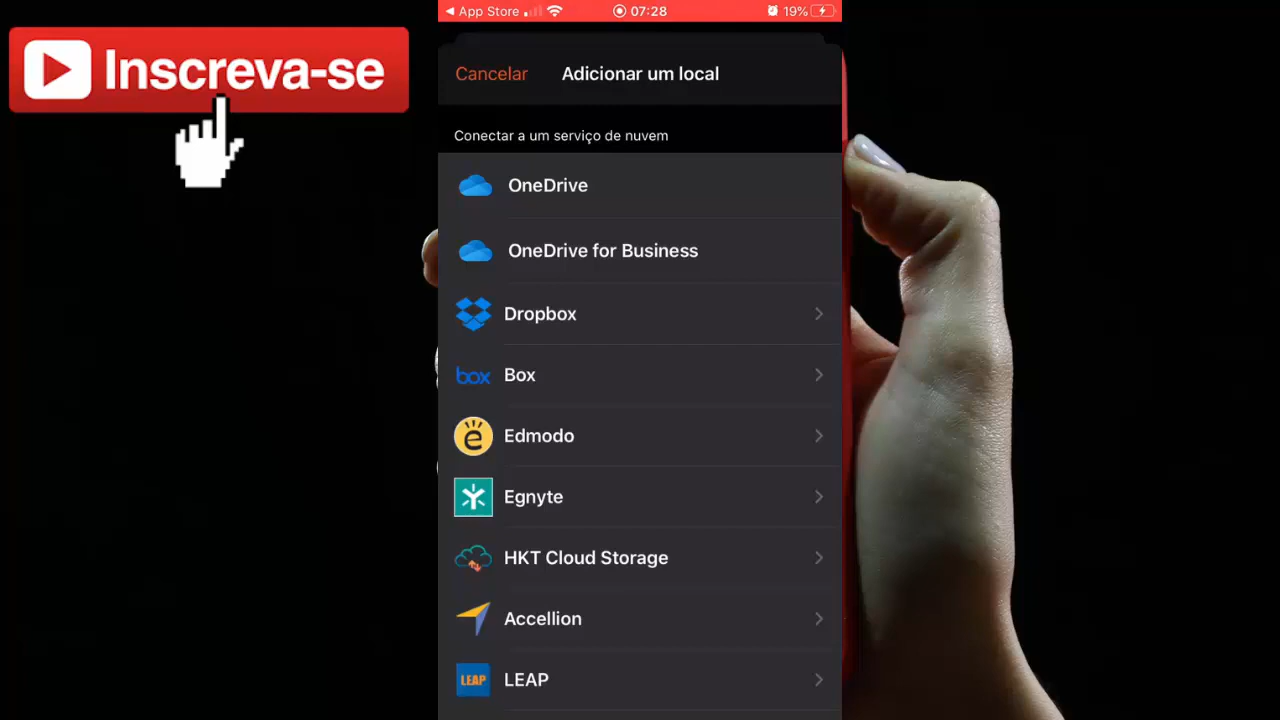 Inscreva-se
App Store
07:28
19%
Cancelar
Adicionar um local
Conectar a um serviço de nuvem
OneDrive
OneDrive for Business
Dropbox
box
Box
e
Edmodo
Egnyte
HKT Cloud Storage
Accellion
LEAP
LEAP